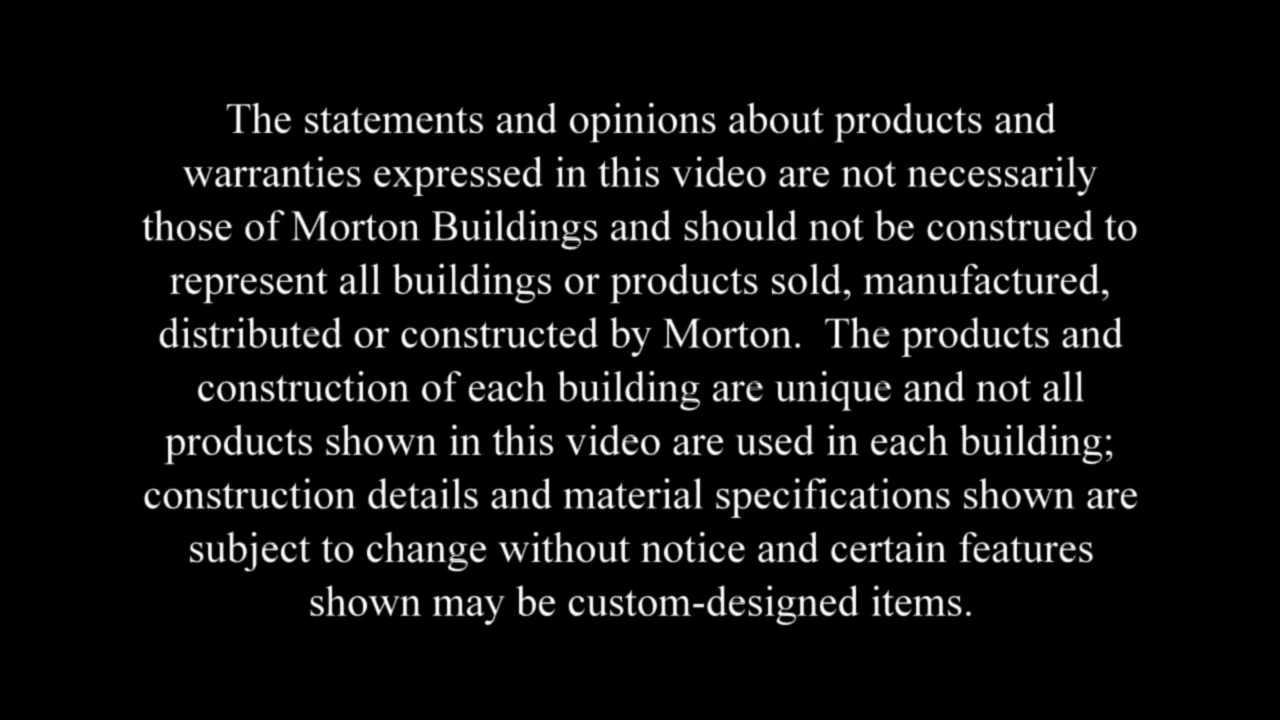 The statements and opinions about products and
warranties expressed in this video are not necessarily
those of Morton Buildings and should not be construed to
represent all buildings or products sold, manufactured,
distributed or constructed by Morton.  The products and
construction of each building are unique and not all
products shown in this video are used in each building;
construction details and material specifications shown are
subject to change without notice and certain features
shown may be custom-designed items.